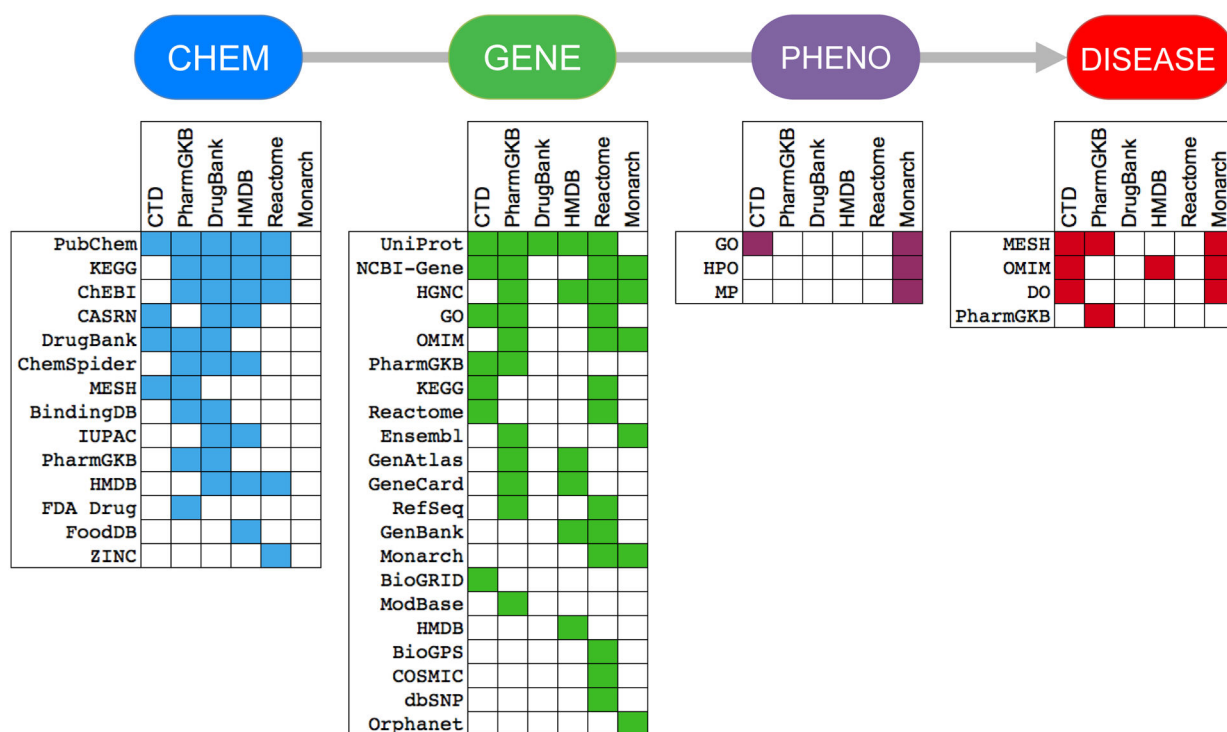 CHEM
GENE
PHENO
DISEASE
CTD
PharmGKB
DrugBank
HMDB
Reactome
Monarch
PubChem
KEGG
ChEBI
CASRN
DrugBank
ChemSpider
MESH
BindingDB
IUPAC
PharmGKB
HMDB
FDA Drug
FoodDB
ZINC
CTD
PharmGKB
DrugBank
HMDB
Reactome
Monarch
UniProt
NCBI-Gene
HGNC
GO
OMIM
PharmGKB
KEGG
Reactome
Ensembl
GenAtlas
GeneCard
RefSeq
GenBank
Monarch
BioGRID
ModBase
HMDB
BioGPS
COSMIC
dbSNP
Orphanet
CTD
PharmGKB
DrugBank
HMDB
Reactome
Monarch
GO
HPO
MP
CTD
PharmGKB
DrugBank
HMDB
Reactome
Monarch
MESH
OMIM
DO
PharmGKB